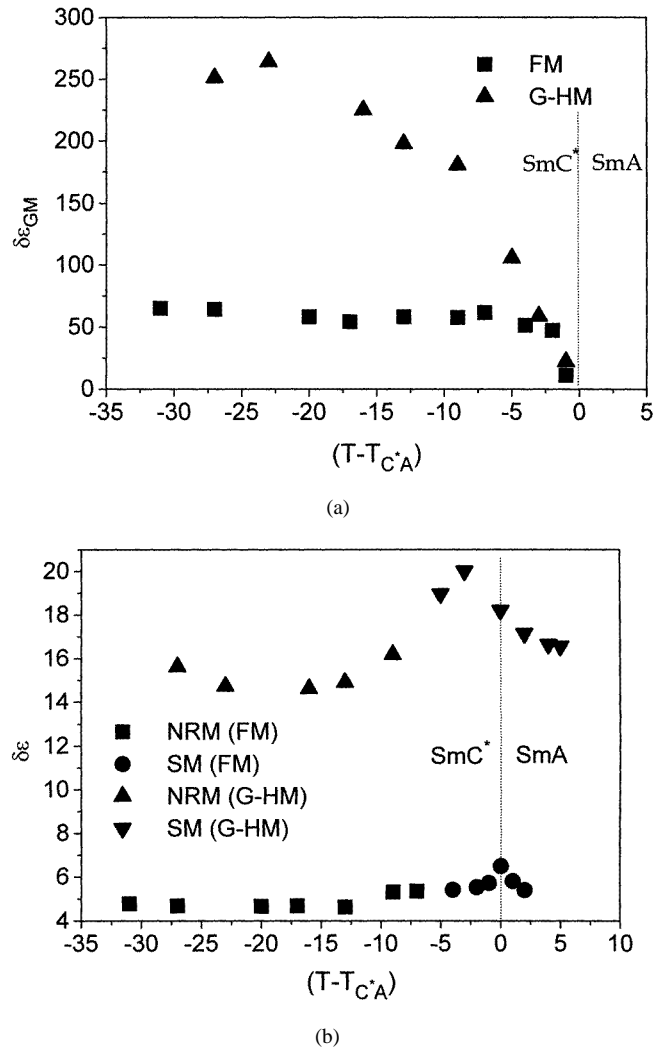 300
250
200
150
100
50
0
δε_GM
FM
G-HM
SmC* SmA
-35 -30 -25 -20 -15 -10 -5 0 5
(T-T_C*A)
(a)
20
18
16
14
12
10
8
6
4
δε
NRM (FM)
SM (FM)
NRM (G-HM)
SM (G-HM)
SmC* SmA
-35 -30 -25 -20 -15 -10 -5 0 5 10
(T-T_C*A)
(b)